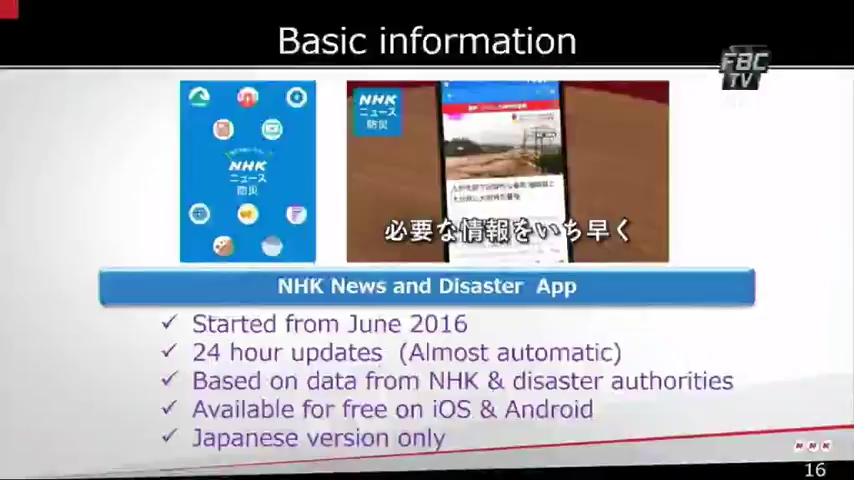 Basic information
FBC
TV
NHK
ニュース
防災
NHK
ニュース
防災
必要な情報をいち早く
NHK News and Disaster App
✓ Started from June 2016
✓ 24 hour updates (Almost automatic)
✓ Based on data from NHK & disaster authorities
✓ Available for free on iOS & Android
✓ Japanese version only
NHK
16